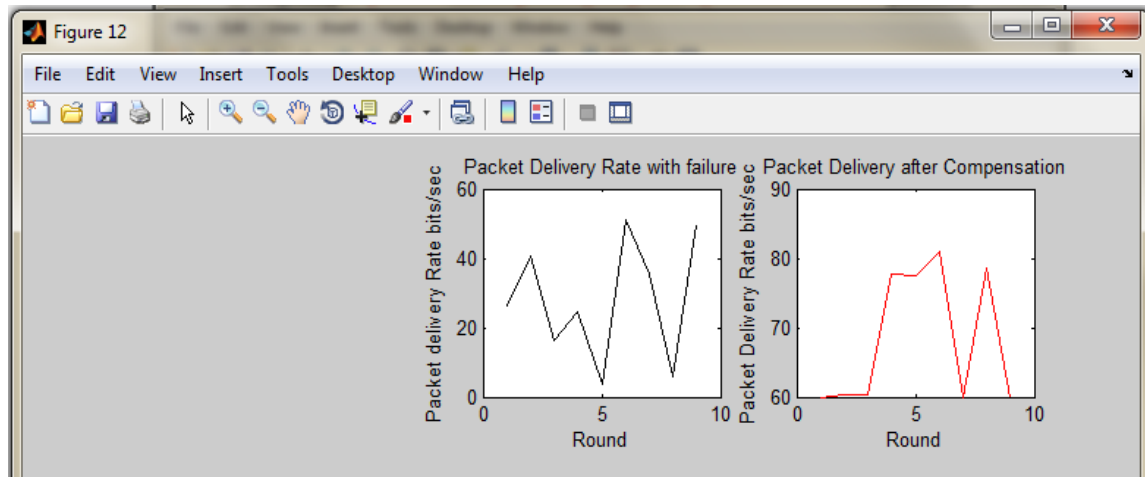 Figure 12
File Edit View Insert Tools Desktop Window Help
Packet Delivery Rate with failure
Packet delivery Rate bits/sec
60
40
20
0
0 5 10
Round
Packet Delivery after Compensation
Packet Delivery Rate bits/sec
90
80
70
60
0 5 10
Round